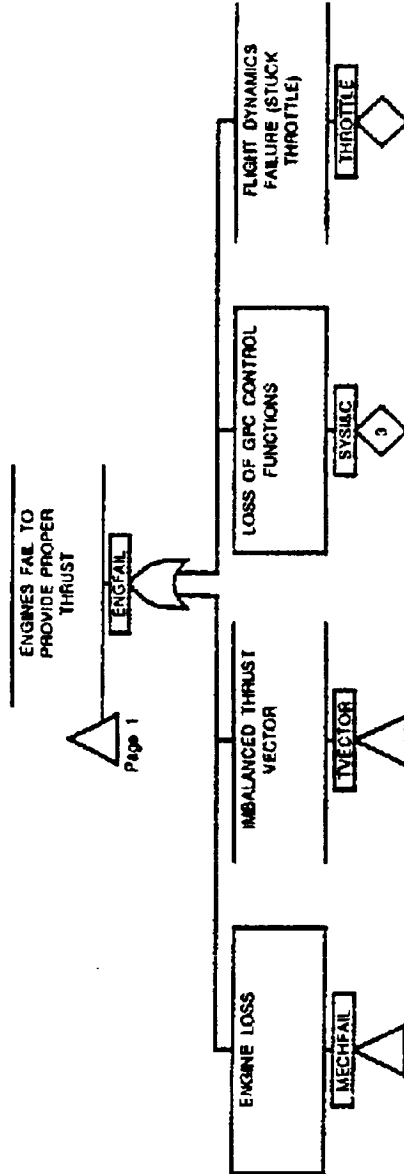 ENGINES FAIL TO
PROVIDE PROPER
THRUST
ENGFAIL
Page 1
ENGINE LOSS
MECHFAIL
IMBALANCED THRUST
VECTOR
TVECTOR
LOSS OF GPC CONTROL
FUNCTIONS
SYSI&C
3
FLIGHT DYNAMICS
FAILURE (STUCK
THROTTLE)
THROTTLE